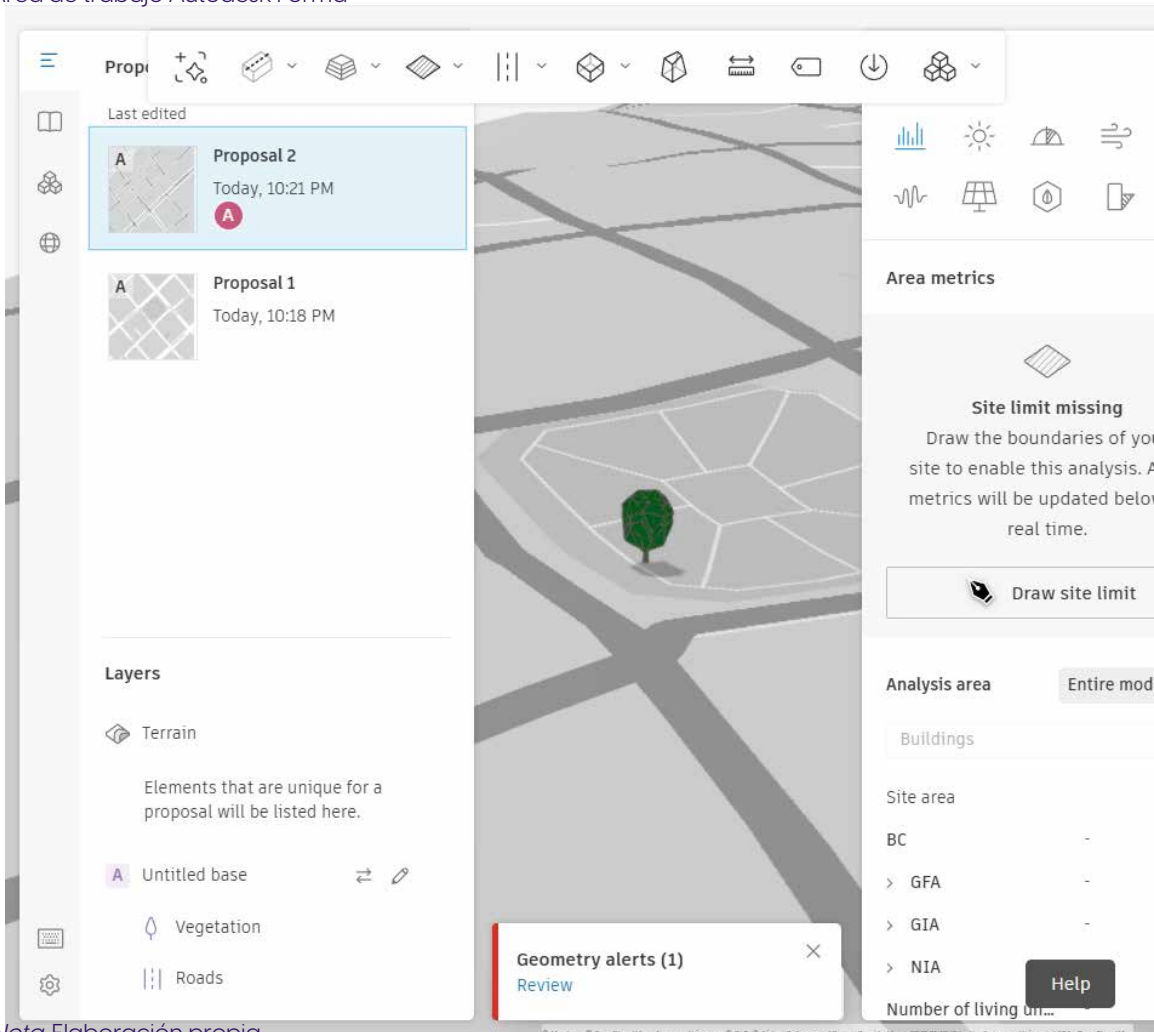 Área de trabajo Autodesk Forma
Propo
Last edited
A
Proposal 2
Today, 10:21 PM
A
A
Proposal 1
Today, 10:18 PM
Layers
Terrain
Elements that are unique for a
proposal will be listed here.
A Untitled base
Vegetation
Roads
Geometry alerts (1)
Review
Area metrics
Site limit missing
Draw the boundaries of you
site to enable this analysis. A
metrics will be updated below
real time.
Draw site limit
Analysis area Entire mod
Buildings
Site area
BC -
GFA -
GIA -
NIA
Help
Number of living un...
Nota Elaboración propia